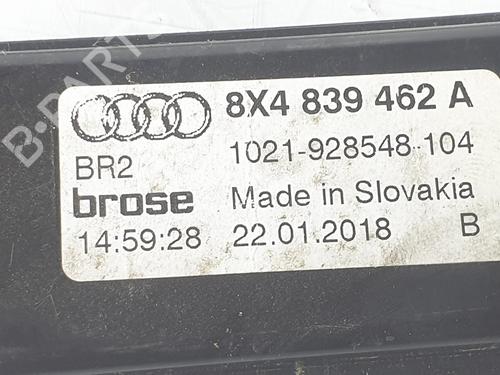 B-PARTS
8X4 839 462 A
BR2 1021-928548-104
brose Made in Slovakia
14:59:28 22.01.2018 B